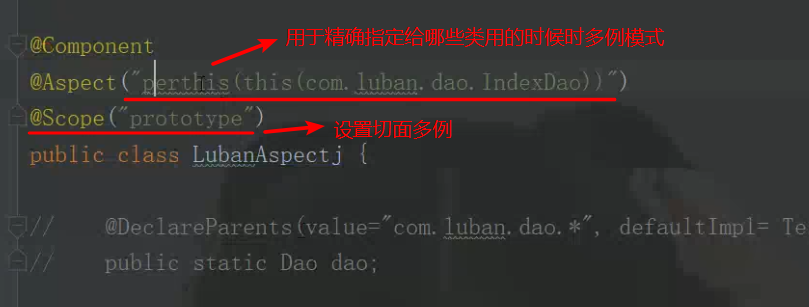 用于精确指定给哪些类用的时候时多例模式
@Component
@Aspect("perthis(this(com.luban.dao.IndexDao))")
@Scope("prototype")
设置切面多例
public class LubanAspectj {
// @DeclareParents(value="com.luban.dao.*", defaultImpl= Te
// public static Dao dao;